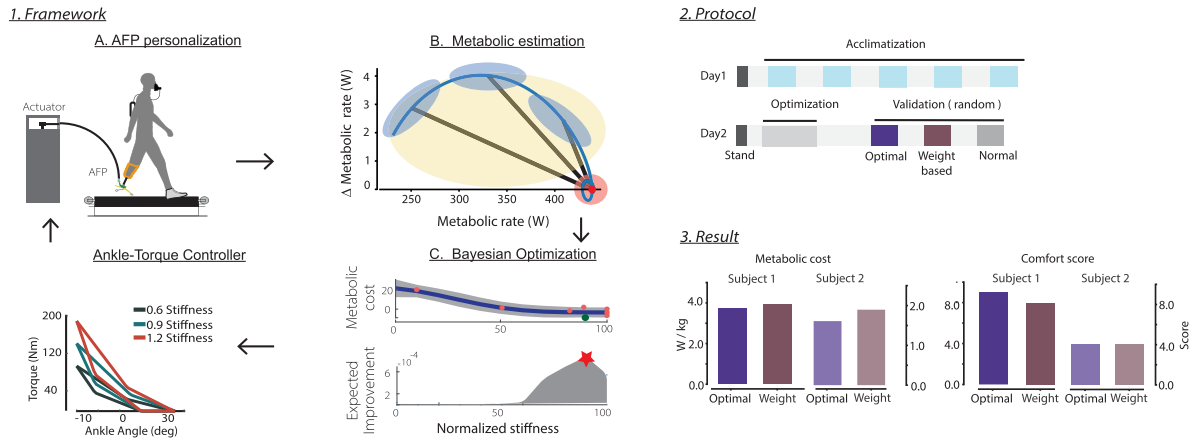 1. Framework
A. AFP personalization
Actuator
AFP
B. Metabolic estimation
Δ Metabolic rate (W)
4
3
2
1
0
250
300
350
400
Metabolic rate (W)
Ankle-Torque Controller
0.6 Stiffness
0.9 Stiffness
1.2 Stiffness
Torque (Nm)
200
120
40
-10
0
30
Ankle Angle (deg)
C. Bayesian Optimization
Metabolic
cost
20
0
0
50
100
Expected
Improvement
-4
×10
6
2
0
50
100
Normalized stiffness
2. Protocol
Acclimatization
Day1
Optimization
Validation ( random )
Day2
Stand
Optimal
Weight
based
Normal
3. Result
Metabolic cost
Subject 1
Subject 2
W / kg
4.0
2.0
0.0
2.0
1.0
0.0
Optimal
Weight
Optimal
Weight
Comfort score
Subject 1
Subject 2
8.0
4.0
0.0
8.0
4.0
0.0
Score
Optimal
Weight
Optimal
Weight